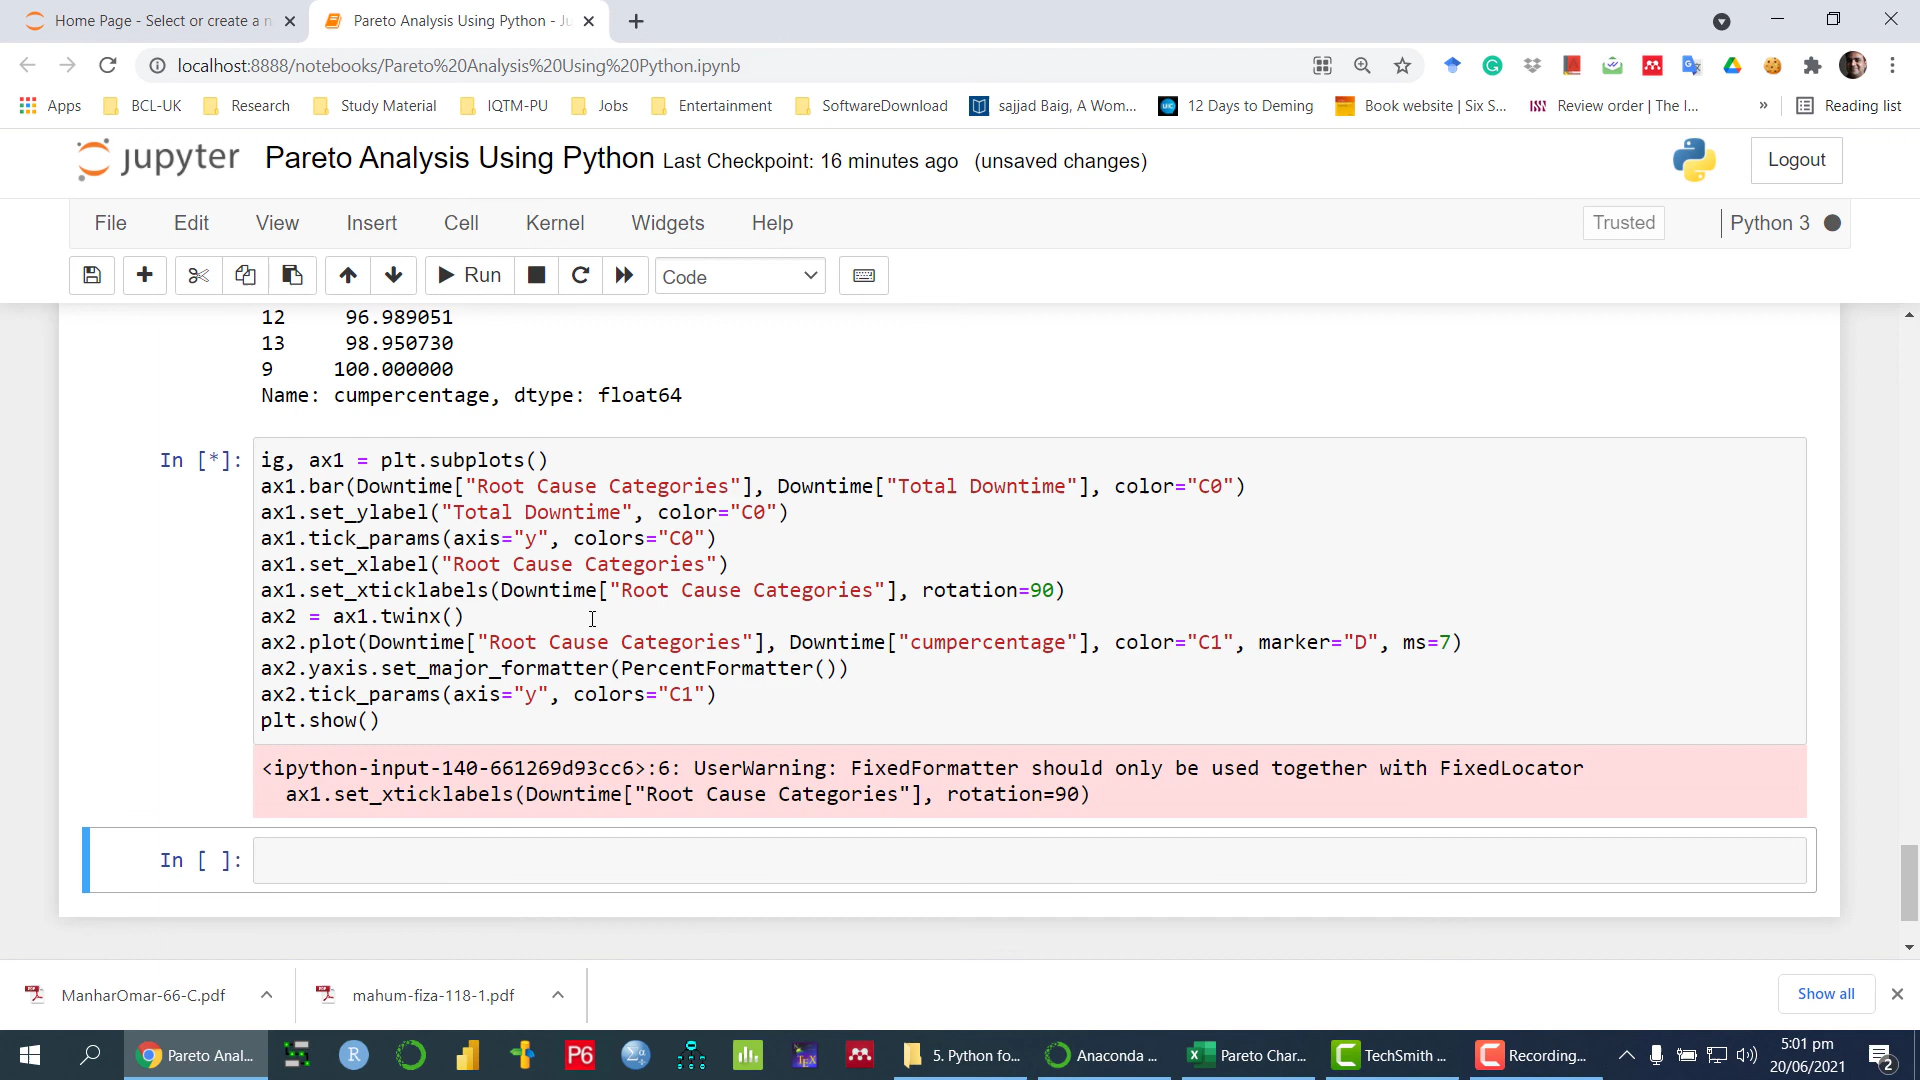 Home Page - Select or create a n
Pareto Analysis Using Python - Ju
localhost:8888/notebooks/Pareto%20Analysis%20Using%20Python.ipynb
Apps BCL-UK Research Study Material IQTM-PU Jobs Entertainment SoftwareDownload sajjad Baig, A Wom... 12 Days to Deming Book website | Six S... Review order | The I... » Reading list
jupyter Pareto Analysis Using Python Last Checkpoint: 16 minutes ago (unsaved changes) Logout
File Edit View Insert Cell Kernel Widgets Help Trusted Python 3
Run Code
12 96.989051
13 98.950730
9 100.000000
Name: cumpercentage, dtype: float64
In [*]: ig, ax1 = plt.subplots()
ax1.bar(Downtime["Root Cause Categories"], Downtime["Total Downtime"], color="C0")
ax1.set_ylabel("Total Downtime", color="C0")
ax1.tick_params(axis="y", colors="C0")
ax1.set_xlabel("Root Cause Categories")
ax1.set_xticklabels(Downtime["Root Cause Categories"], rotation=90)
ax2 = ax1.twinx()
ax2.plot(Downtime["Root Cause Categories"], Downtime["cumpercentage"], color="C1", marker="D", ms=7)
ax2.yaxis.set_major_formatter(PercentFormatter())
ax2.tick_params(axis="y", colors="C1")
plt.show()
<ipython-input-140-661269d93cc6>:6: UserWarning: FixedFormatter should only be used together with FixedLocator
ax1.set_xticklabels(Downtime["Root Cause Categories"], rotation=90)
In [ ]:
ManharOmar-66-C.pdf mahum-fiza-118-1.pdf Show all
Pareto Anal... R P6 5. Python fo... Anaconda ... Pareto Char... TechSmith ... Recording... 5:01 pm
20/06/2021 2